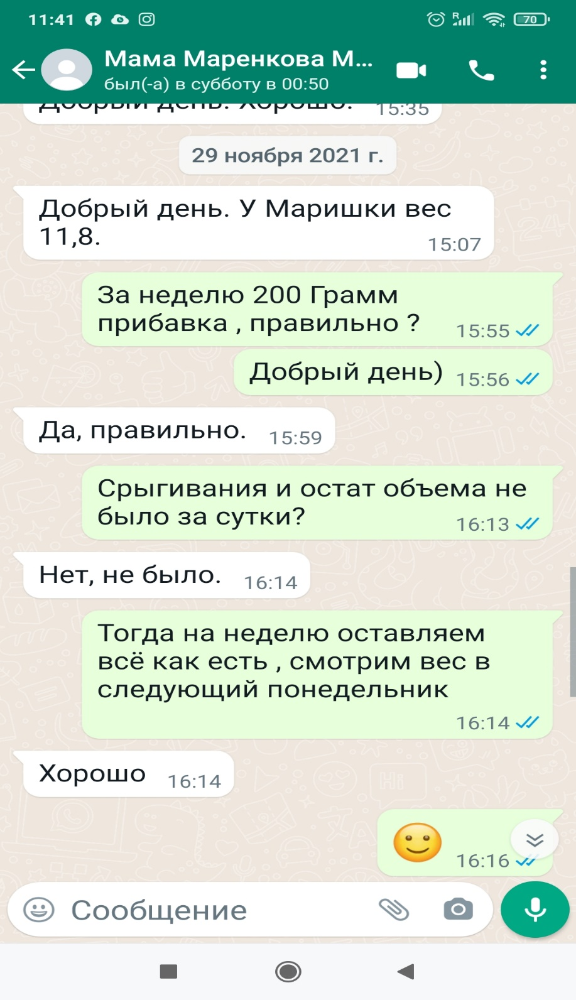 11:41
R
70
Мама Маренкова М...
был(-а) в субботу в 00:50
Добрый день. Хорошо. 15:35
29 ноября 2021 г.
Добрый день. У Маришки вес
11,8. 15:07
За неделю 200 Грамм
прибавка , правильно ? 15:55
Добрый день) 15:56
Да, правильно. 15:59
Срыгивания и остат объема не
было за сутки? 16:13
Нет, не было. 16:14
Тогда на неделю оставляем
всё как есть , смотрим вес в
следующий понедельник
16:14
Хорошо 16:14
16:16
Сообщение